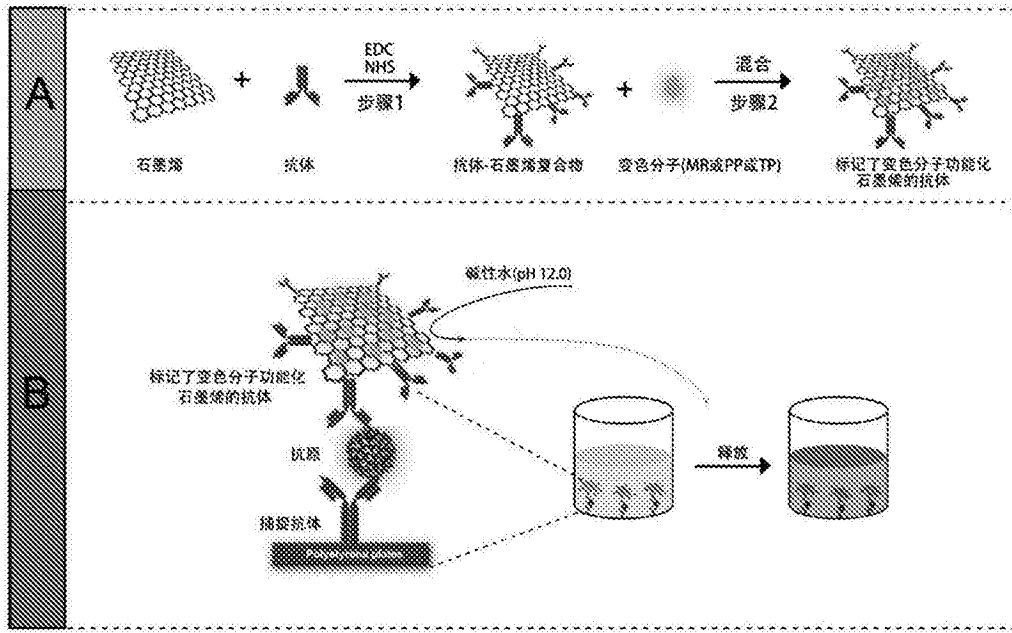 A
EDC
NHS
步骤1
混合
步骤2
石墨烯
抗体
抗体-石墨烯复合物
变色分子(MR或PP或TP)
标记了变色分子功能化
石墨烯的抗体
B
碱性水(pH 12.0)
标记了变色分子功能化
石墨烯的抗体
抗原
捕捉抗体
释放